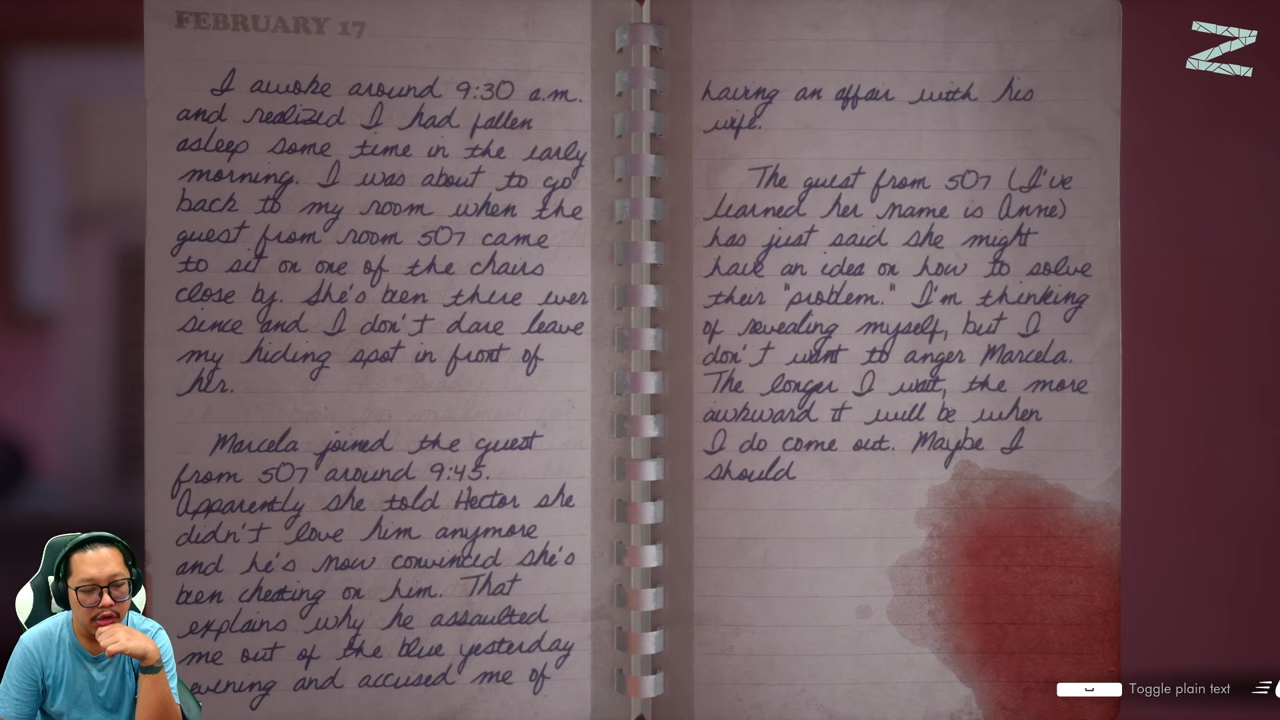 FEBRUARY 17
I awoke around 9:30 a.m.
and realized I had fallen
asleep some time in the early
morning. I was about to go
back to my room when the
guest from room 507 came
to sit on one of the chairs
close by. She's been there ever
since and I don't dare leave
my hiding spot in front of
her.
Marcela joined the guest
from 507 around 9:45.
Apparently she told Hector she
didn't love him anymore
and he's now convinced she's
been cheating on him. That
explains why he assaulted
me out of the blue yesterday
evening and accused me of
having an affair with his
wife.
The guest from 507 (I've
learned her name is Anne)
has just said she might
have an idea on how to solve
their "problem." I'm thinking
of revealing myself, but I
don't want to anger Marcela.
The longer I wait, the more
awkward it will be when
I do come out. Maybe I
should
Z
Toggle plain text